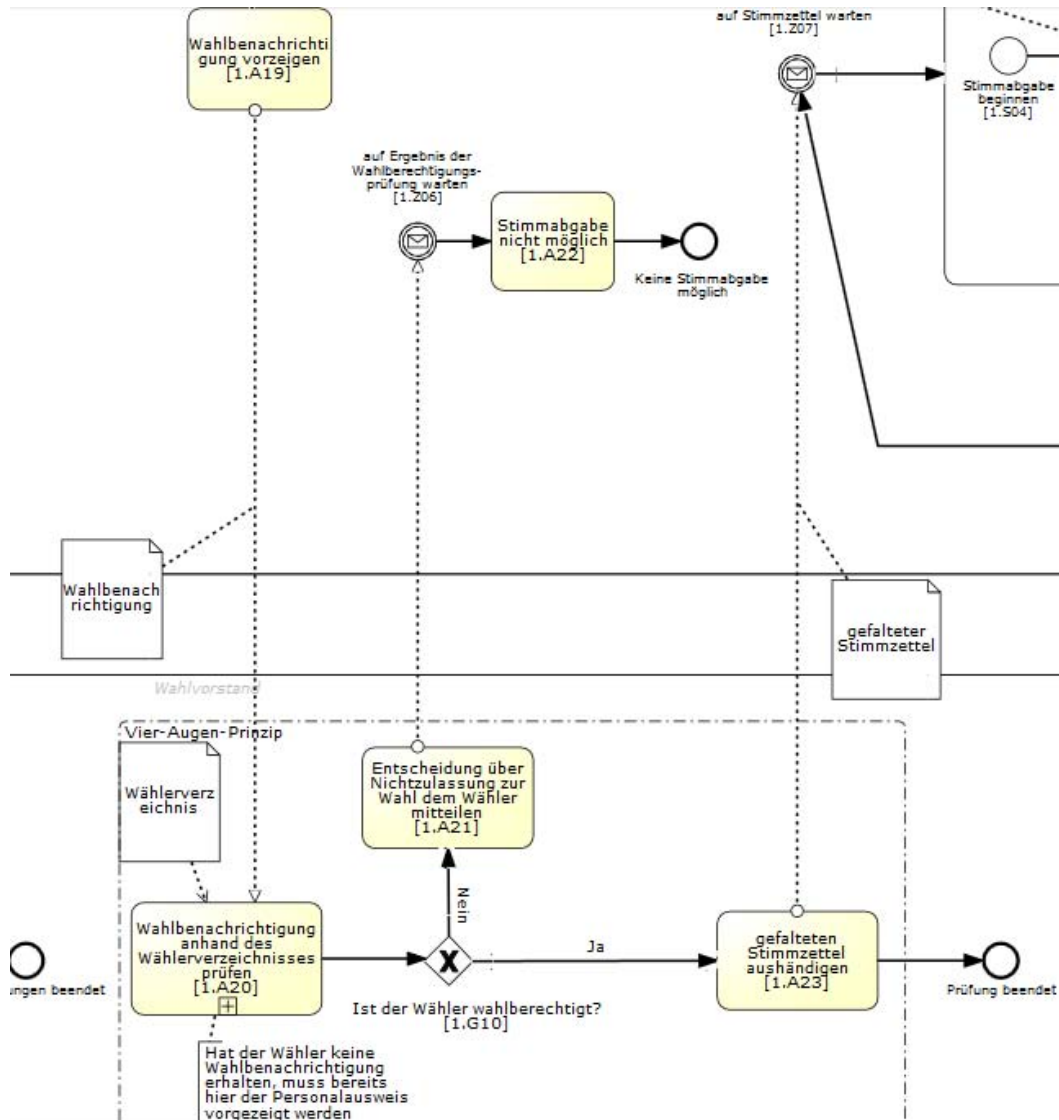 auf Stimmzettel warten
[1.Z07]
Wahlbenachrichti
gung vorzeigen
[1.A19]
Stimmabgabe
beginnen
[1.S04]
auf Ergebnis der
Wahlberechtigungs-
prüfung warten
[1.Z06]
Stimmabgabe
nicht möglich
[1.A22]
Keine Stimmabgabe
möglich
Wahlbenach
richtigung
gefalteter
Stimmzettel
Wahlvorstand
Vier-Augen-Prinzip
Wählerverz
eichnis
Entscheidung über
Nichtzulassung zur
Wahl dem Wähler
mitteilen
[1.A21]
Nein
Wahlbenachrichtigung
anhand des
Wählerverzeichnisses
prüfen
[1.A20]
Ist der Wähler wahlberechtigt?
[1.G10]
Ja
gefalteten
Stimmzettel
aushändigen
[1.A23]
Prüfung beendet
ungen beendet
Hat der Wähler keine
Wahlbenachrichtigung
erhalten, muss bereits
hier der Personalausweis
vorgezeigt werden